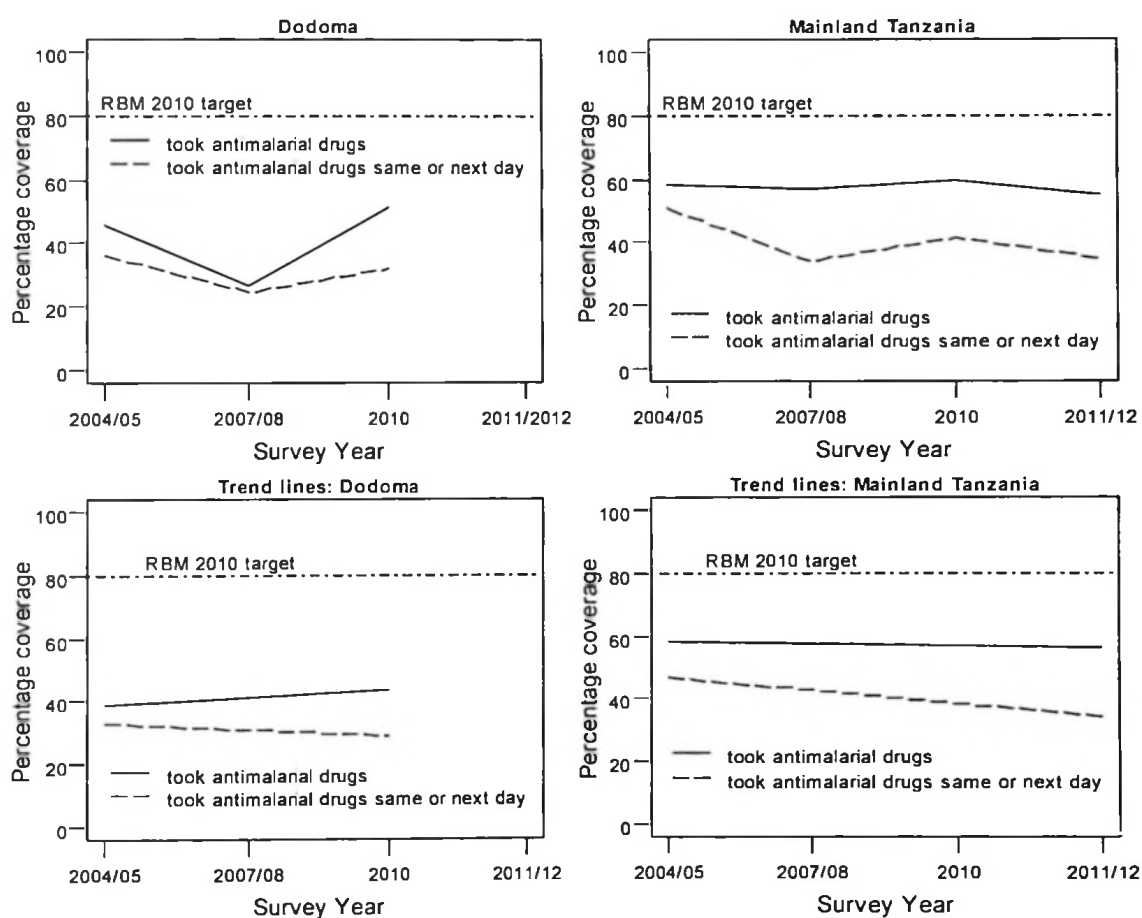 Dodoma
Percentage coverage
100
80
60
40
20
0
RBM 2010 target
took antimalarial drugs
took antimalanal drugs same or next day
2004/05
2007/08
2010
2011/2012
Survey Year
Mainland Tanzania
Percentage coverage
100
80
60
40
20
0
RBM 2010 target
took antimalarial drugs
took antimalarial drugs same or next day
2004/05
2007/08
2010
2011/12
Survey Year
Trend lines: Dodoma
Percentage coverage
100
80
60
40
20
0
RBM 2010 target
took antimalanal drugs
took antimalanal drugs same or next day
2004/05
2007/08
2010
2011/12
Survey Year
Trend lines: Mainland Tanzania
Percentage coverage
100
80
60
40
20
0
RBM 2010 target
took antimalarial drugs
took antimalarial drugs same or next day
2004/05
2007/08
2010
2011/12
Survey Year